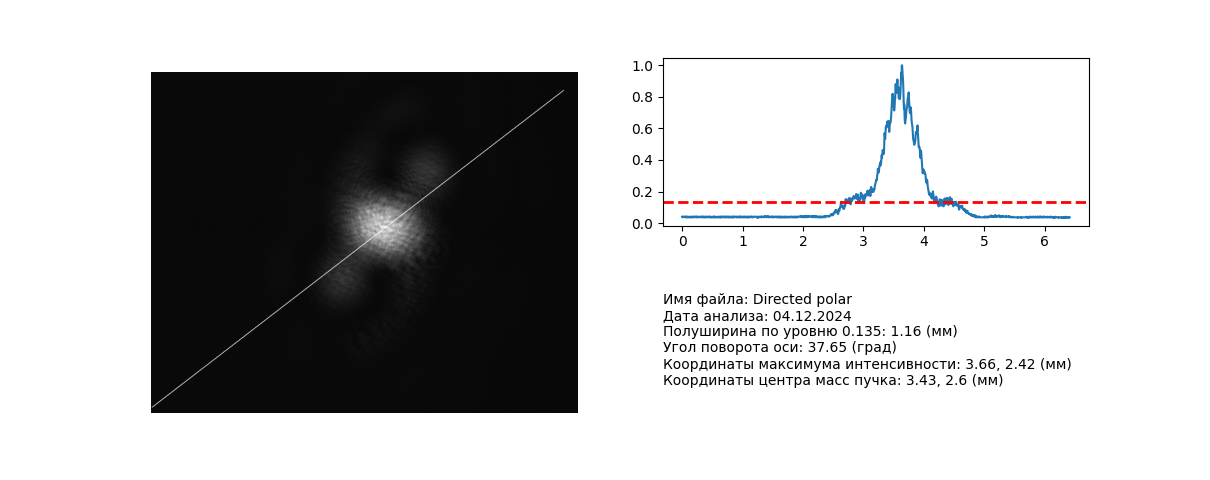 1.0
0.8
0.6
0.4
0.2
0.0
0 1 2 3 4 5 6
Имя файла: Directed polar
Дата анализа: 04.12.2024
Полуширина по уровню 0.135: 1.16 (мм)
Угол поворота оси: 37.65 (град)
Координаты максимума интенсивности: 3.66, 2.42 (мм)
Координаты центра масс пучка: 3.43, 2.6 (мм)